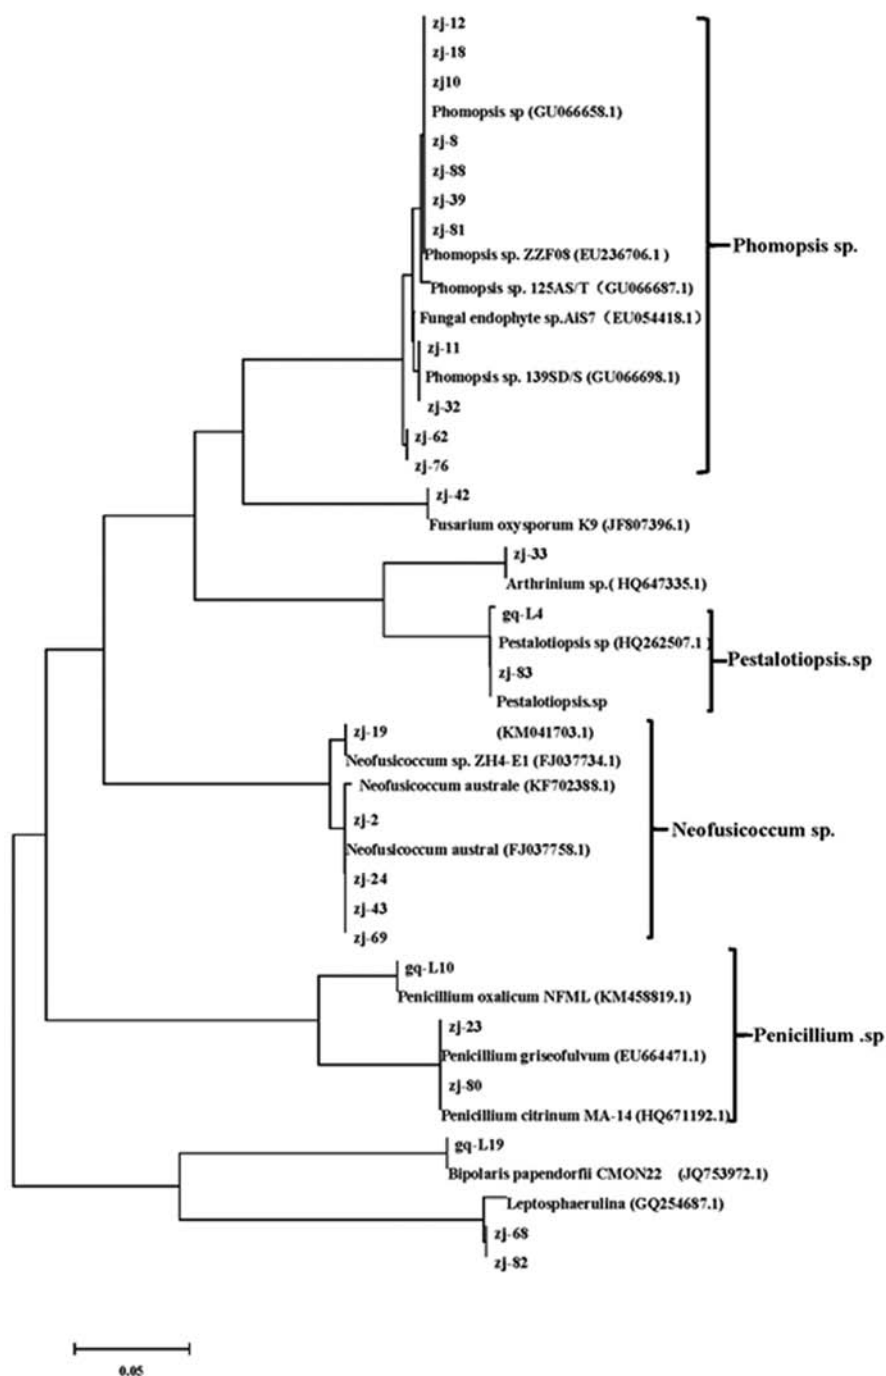 zj-12
zj-18
zj10
Phomopsis sp (GU066658.1)
zj-8
zj-88
zj-39
zj-81
Phomopsis sp. ZZF08 (EU236706.1 )
Phomopsis sp. 125AS/T（GU066687.1)
Fungal endophyte sp.AiS7（EU054418.1）
zj-11
Phomopsis sp. 139SD/S (GU066698.1)
zj-32
zj-62
zj-76
Phomopsis sp.
zj-42
Fusarium oxysporum K9 (JF807396.1)
zj-33
Arthrinium sp.( HQ647335.1)
gq-L4
Pestalotiopsis sp (HQ262507.1 )
zj-83
Pestalotiopsis.sp
(KM041703.1)
Pestalotiopsis.sp
zj-19
Neofusicoccum sp. ZH4-E1 (FJ037734.1)
Neofusicoccum australe (KF702388.1)
zj-2
Neofusicoccum austral (FJ037758.1)
zj-24
zj-43
zj-69
Neofusicoccum sp.
gq-L10
Penicillium oxalicum NFML (KM458819.1)
zj-23
Penicillium griseofulvum (EU664471.1)
zj-80
Penicillium citrinum MA-14 (HQ671192.1)
Penicillium .sp
gq-L19
Bipolaris papendorfii CMON22 (JQ753972.1)
Leptosphaerulina (GQ254687.1)
zj-68
zj-82
0.05